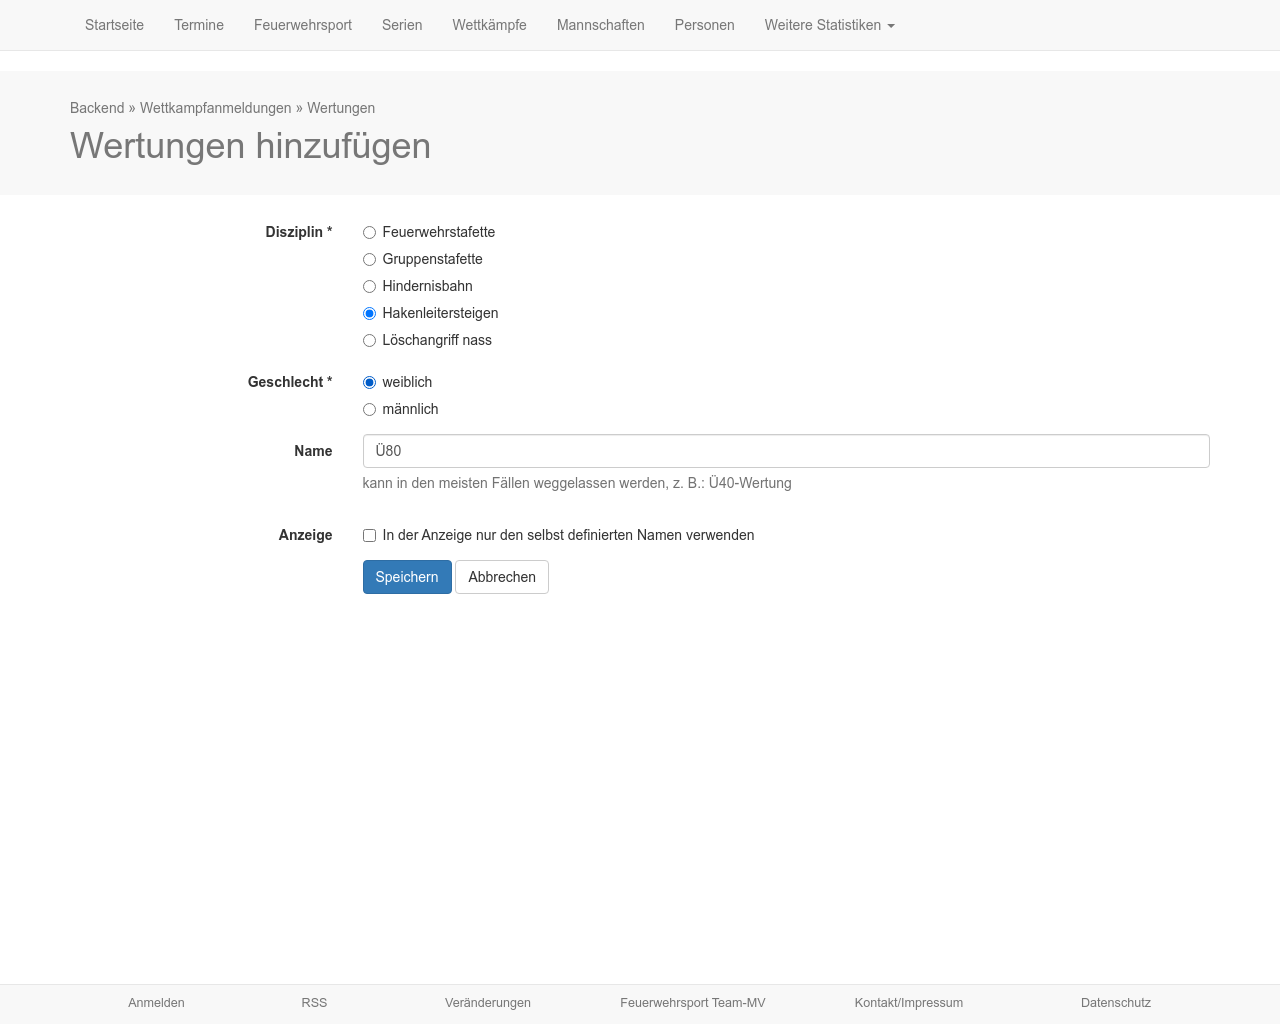 Startseite Termine Feuerwehrsport Serien Wettkämpfe Mannschaften Personen Weitere Statistiken
Backend » Wettkampfanmeldungen » Wertungen
Wertungen hinzufügen
Disziplin * Feuerwehrstafette
Gruppenstafette
Hindernisbahn
Hakenleitersteigen
Löschangriff nass
Geschlecht * weiblich
männlich
Name Ü80
kann in den meisten Fällen weggelassen werden, z. B.: Ü40-Wertung
Anzeige In der Anzeige nur den selbst definierten Namen verwenden
Speichern Abbrechen
Anmelden RSS Veränderungen Feuerwehrsport Team-MV Kontakt/Impressum Datenschutz